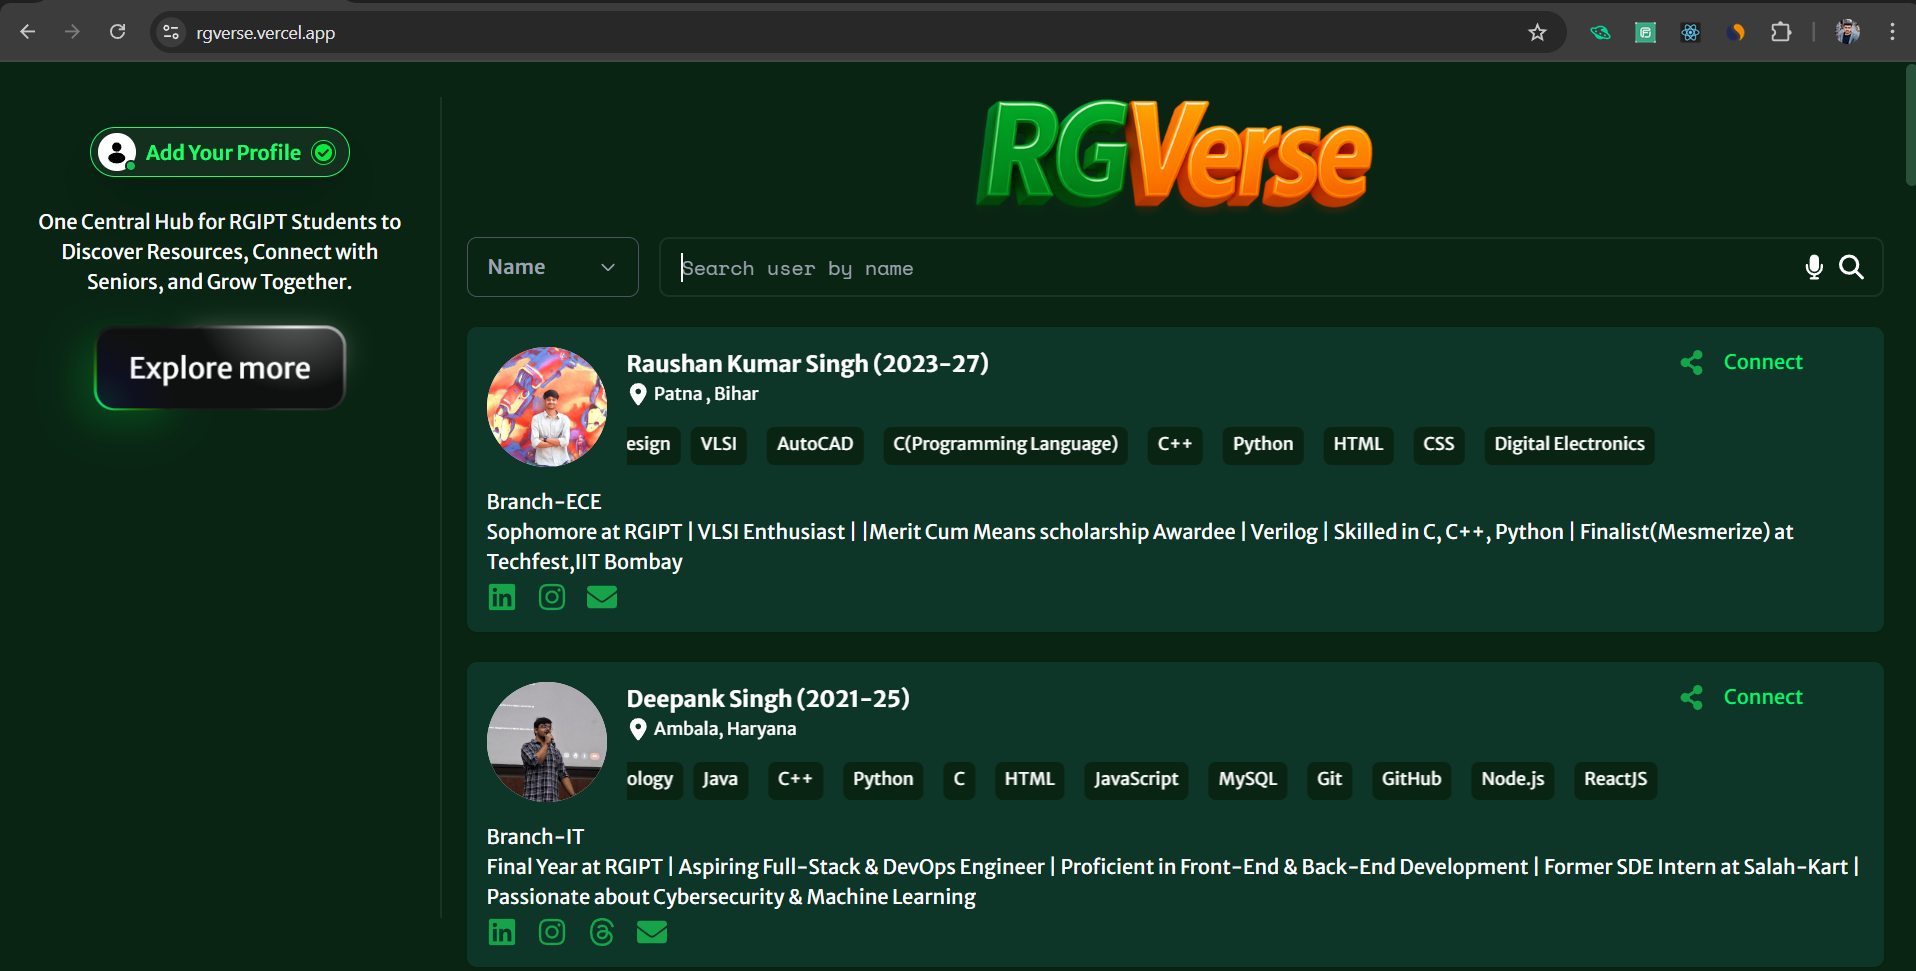 rgverse.vercel.app
Add Your Profile
One Central Hub for RGIPT Students to
Discover Resources, Connect with
Seniors, and Grow Together.
Explore more
RGVerse
Name
Search user by name
Raushan Kumar Singh (2023-27)
Connect
Patna , Bihar
esign VLSI AutoCAD C(Programming Language) C++ Python HTML CSS Digital Electronics
Branch-ECE
Sophomore at RGIPT | VLSI Enthusiast | |Merit Cum Means scholarship Awardee | Verilog | Skilled in C, C++, Python | Finalist(Mesmerize) at
Techfest,IIT Bombay
Deepank Singh (2021-25)
Connect
Ambala, Haryana
ology Java C++ Python C HTML JavaScript MySQL Git GitHub Node.js ReactJS
Branch-IT
Final Year at RGIPT | Aspiring Full-Stack & DevOps Engineer | Proficient in Front-End & Back-End Development | Former SDE Intern at Salah-Kart |
Passionate about Cybersecurity & Machine Learning